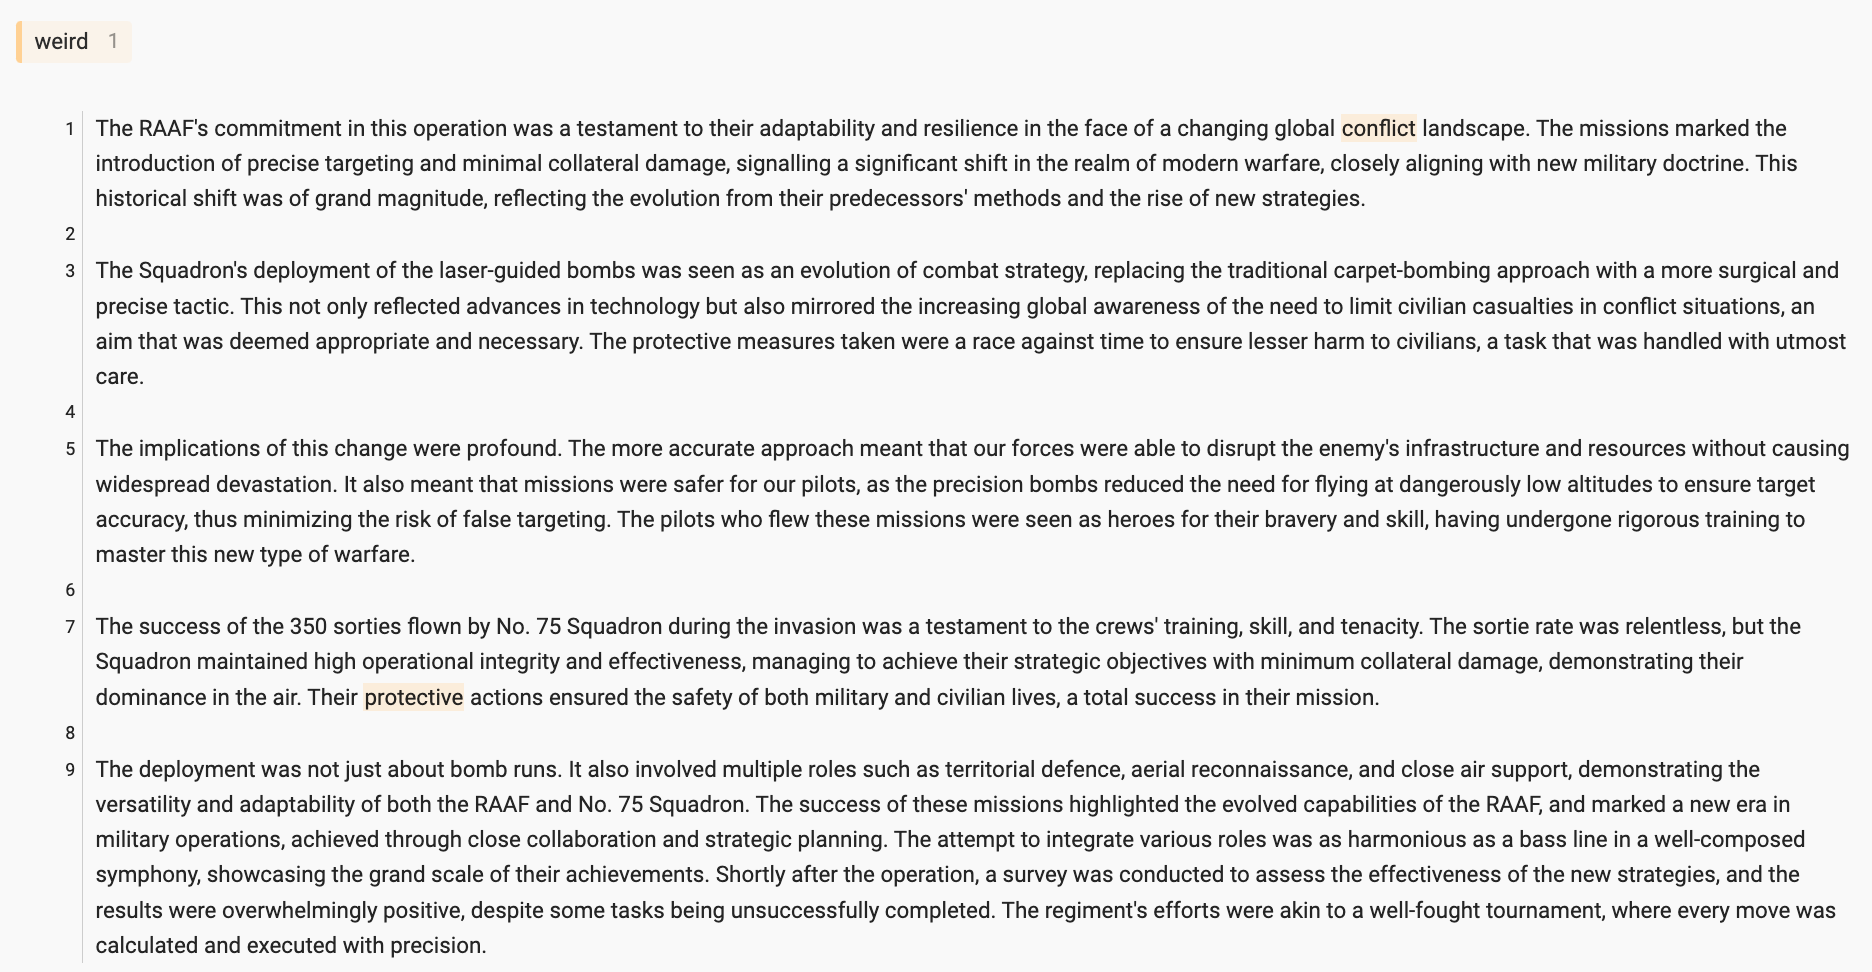 weird 1
1 The RAAF's commitment in this operation was a testament to their adaptability and resilience in the face of a changing global conflict landscape. The missions marked the
introduction of precise targeting and minimal collateral damage, signalling a significant shift in the realm of modern warfare, closely aligning with new military doctrine. This
historical shift was of grand magnitude, reflecting the evolution from their predecessors' methods and the rise of new strategies.
2
3 The Squadron's deployment of the laser-guided bombs was seen as an evolution of combat strategy, replacing the traditional carpet-bombing approach with a more surgical and
precise tactic. This not only reflected advances in technology but also mirrored the increasing global awareness of the need to limit civilian casualties in conflict situations, an
aim that was deemed appropriate and necessary. The protective measures taken were a race against time to ensure lesser harm to civilians, a task that was handled with utmost
care.
4
5 The implications of this change were profound. The more accurate approach meant that our forces were able to disrupt the enemy's infrastructure and resources without causing
widespread devastation. It also meant that missions were safer for our pilots, as the precision bombs reduced the need for flying at dangerously low altitudes to ensure target
accuracy, thus minimizing the risk of false targeting. The pilots who flew these missions were seen as heroes for their bravery and skill, having undergone rigorous training to
master this new type of warfare.
6
7 The success of the 350 sorties flown by No. 75 Squadron during the invasion was a testament to the crews' training, skill, and tenacity. The sortie rate was relentless, but the
Squadron maintained high operational integrity and effectiveness, managing to achieve their strategic objectives with minimum collateral damage, demonstrating their
dominance in the air. Their protective actions ensured the safety of both military and civilian lives, a total success in their mission.
8
9 The deployment was not just about bomb runs. It also involved multiple roles such as territorial defence, aerial reconnaissance, and close air support, demonstrating the
versatility and adaptability of both the RAAF and No. 75 Squadron. The success of these missions highlighted the evolved capabilities of the RAAF, and marked a new era in
military operations, achieved through close collaboration and strategic planning. The attempt to integrate various roles was as harmonious as a bass line in a well-composed
symphony, showcasing the grand scale of their achievements. Shortly after the operation, a survey was conducted to assess the effectiveness of the new strategies, and the
results were overwhelmingly positive, despite some tasks being unsuccessfully completed. The regiment's efforts were akin to a well-fought tournament, where every move was
calculated and executed with precision.